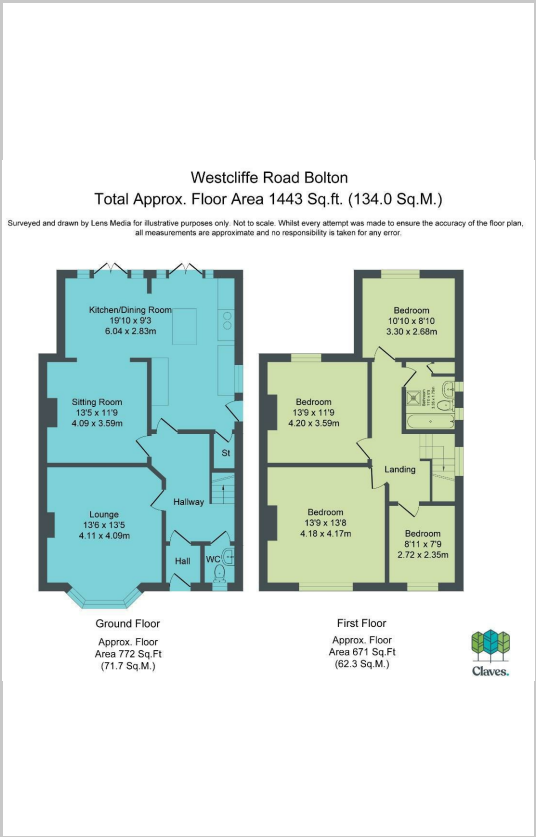 Westcliffe Road Bolton
Total Approx. Floor Area 1443 Sq.ft. (134.0 Sq.M.)
Surveyed and drawn by Lens Media for illustrative purposes only. Not to scale. Whilst every attempt was made to ensure the accuracy of the floor plan,
all measurements are approximate and no responsibility is taken for any error.
Kitchen/Dining Room
19'10 x 9'3
6.04 x 2.83m
Sitting Room
13'5 x 11'9
4.09 x 3.59m
St
Hallway
Lounge
13'6 x 13'5
4.11 x 4.09m
Hall
WC
Ground Floor
Approx. Floor
Area 772 Sq.Ft
(71.7 Sq.M.)
Bedroom
10'10 x 8'10
3.30 x 2.68m
Bathroom
Bedroom
13'9 x 11'9
4.20 x 3.59m
Landing
Bedroom
13'9 x 13'8
4.18 x 4.17m
Bedroom
8'11 x 7'9
2.72 x 2.35m
First Floor
Approx. Floor
Area 671 Sq.Ft
(62.3 Sq.M.)
Claves.